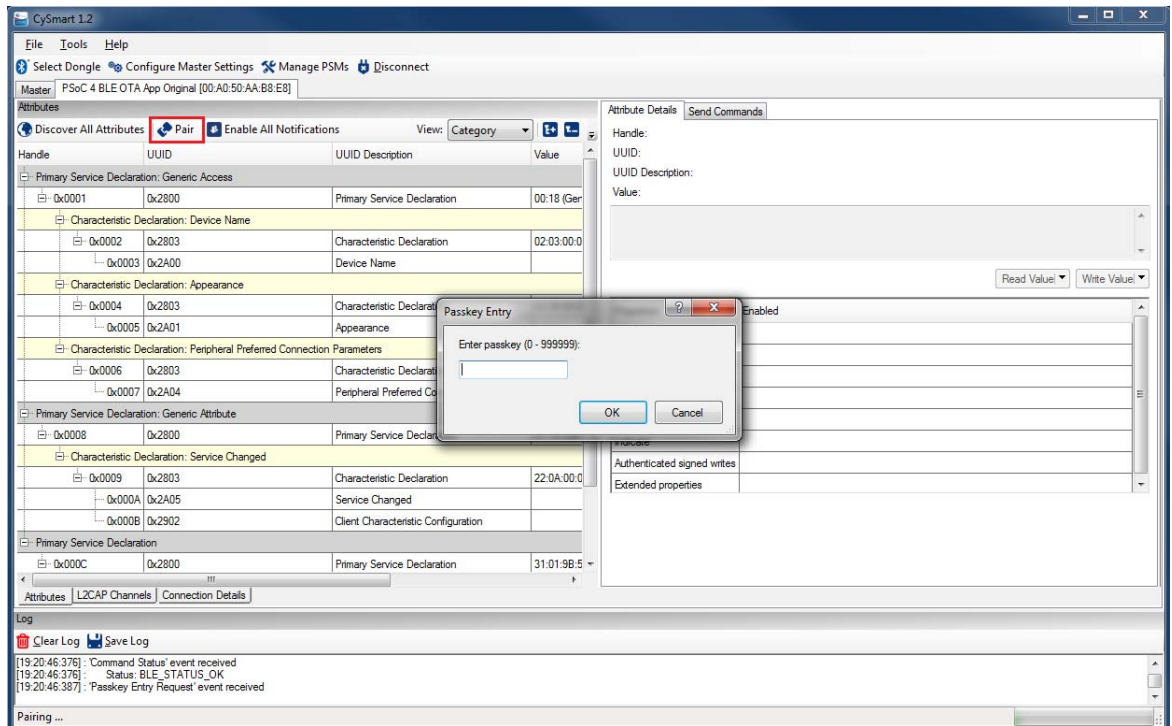 CySmart 1.2
File Tools Help
Select Dongle Configure Master Settings Manage PSMs Disconnect
Master PSoC 4 BLE OTA App Original [00:A0:50:AA:B8:E8]
Attributes
Discover All Attributes Pair Enable All Notifications View: Category
Handle UUID UUID Description Value
Primary Service Declaration: Generic Access
0x0001 0x2800 Primary Service Declaration 00:18 (Ger
Characteristic Declaration: Device Name
0x0002 0x2803 Characteristic Declaration 02:03:00:0
0x0003 0x2A00 Device Name
Characteristic Declaration: Appearance
0x0004 0x2803 Characteristic Declarati
0x0005 0x2A01 Appearance
Characteristic Declaration: Peripheral Preferred Connection Parameters
0x0006 0x2803 Characteristic Declarati
0x0007 0x2A04 Peripheral Preferred Co
Primary Service Declaration: Generic Attribute
0x0008 0x2800 Primary Service Declar
Characteristic Declaration: Service Changed
0x0009 0x2803 Characteristic Declaration 22:0A:00:0
0x000A 0x2A05 Service Changed
0x000B 0x2902 Client Characteristic Configuration
Primary Service Declaration
0x000C 0x2800 Primary Service Declaration 31:01:9B:5
Attributes L2CAP Channels Connection Details
Attribute Details Send Commands
Handle:
UUID:
UUID Description:
Value:
Read Value Write Value
Enabled
Indicate
Authenticated signed writes
Extended properties
Passkey Entry
Enter passkey (0 - 999999):
OK Cancel
Log
Clear Log Save Log
[19:20:46:376] : 'Command Status' event received
[19:20:46:376] : Status: BLE_STATUS_OK
[19:20:46:387] : 'Passkey Entry Request' event received
Pairing ...